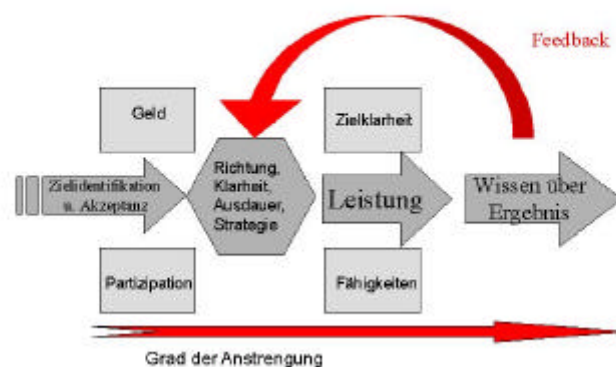 Feedback
Geld
Zielklarheit
Zielidentifikation
u. Akzeptanz
Richtung,
Klarheit,
Ausdauer,
Strategie
Leistung
Wissen über
Ergebnis
Partizipation
Fähigkeiten
Grad der Anstrengung